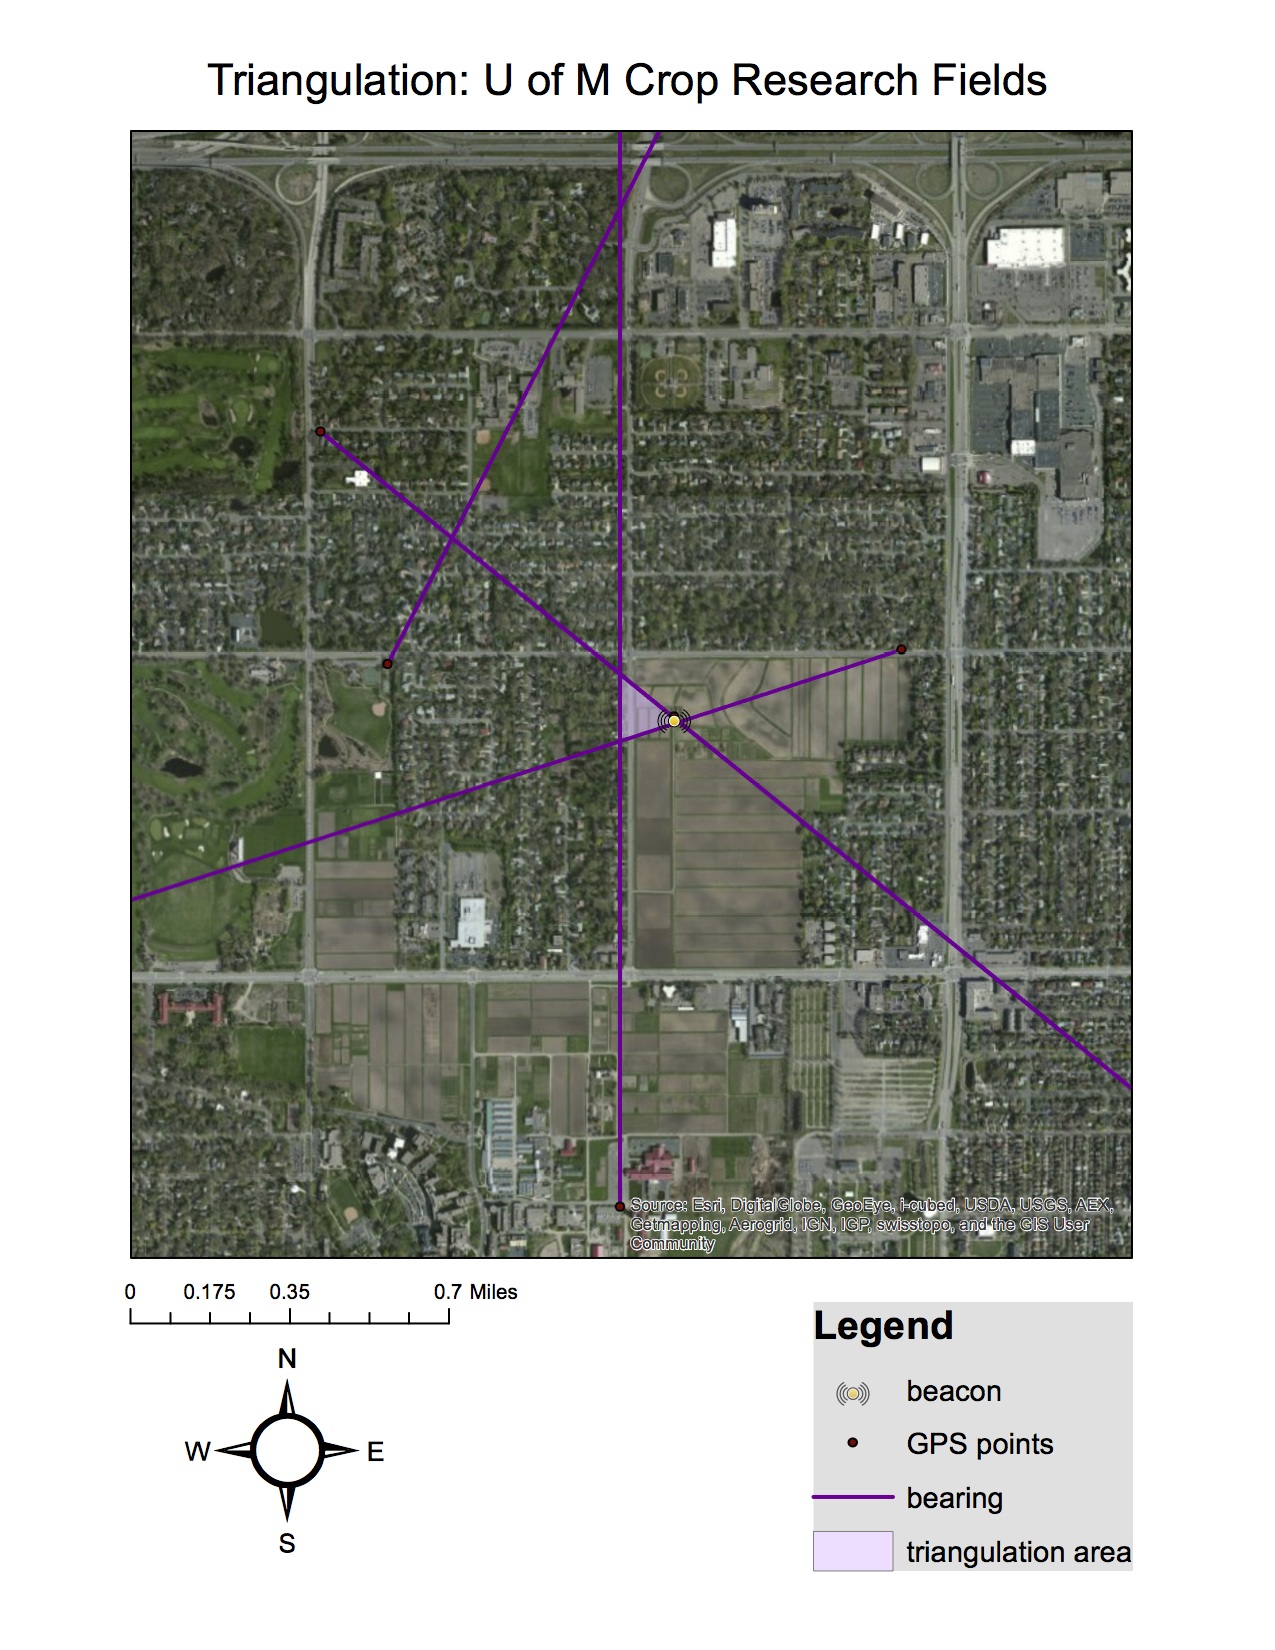 Triangulation: U of M Crop Research Fields
Source: Esri, DigitalGlobe, GeoEye, i-cubed, USDA, USGS, AEX,
Getmapping, Aerogrid, IGN, IGP, swisstopo, and the GIS User
Community
0 0.175 0.35 0.7 Miles
N
W E
S
Legend
beacon
GPS points
bearing
triangulation area